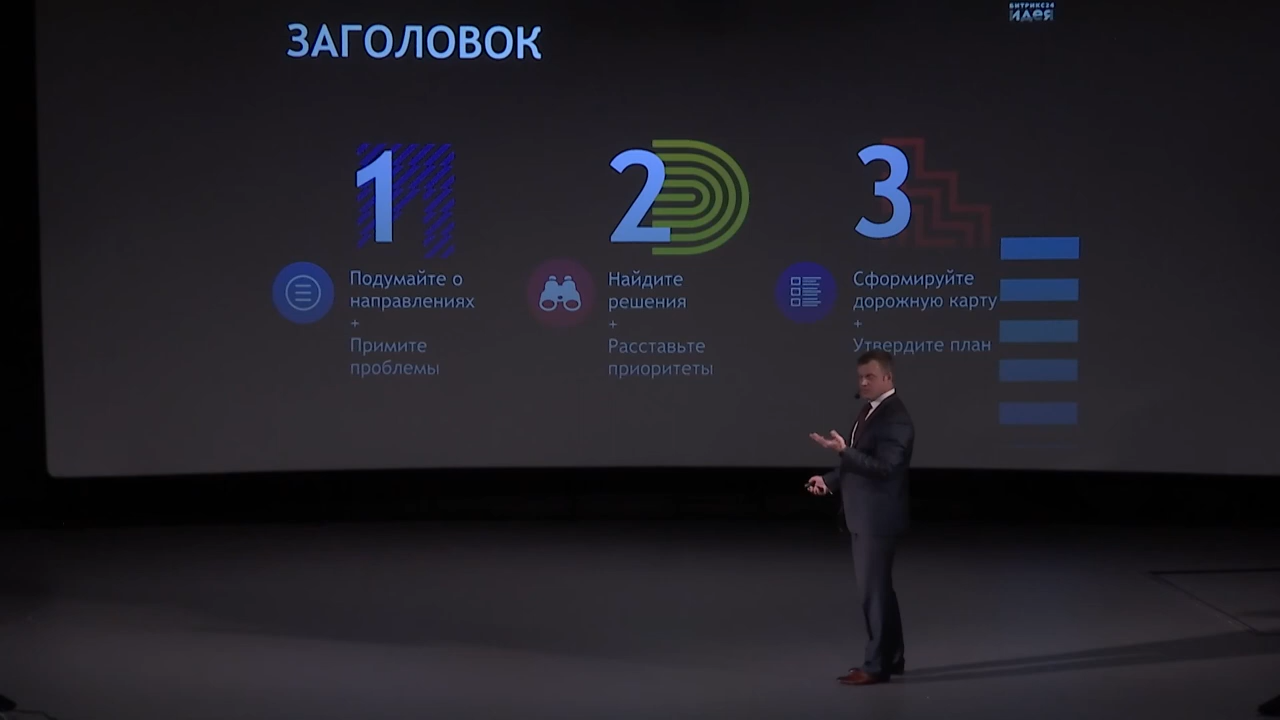 БИТРИКС24
идея
ЗАГОЛОВОК
1
Подумайте о
направлениях
+
Примите
проблемы
2
Найдите
решения
+
Расставьте
приоритеты
3
Сформируйте
дорожную карту
+
Утвердите план